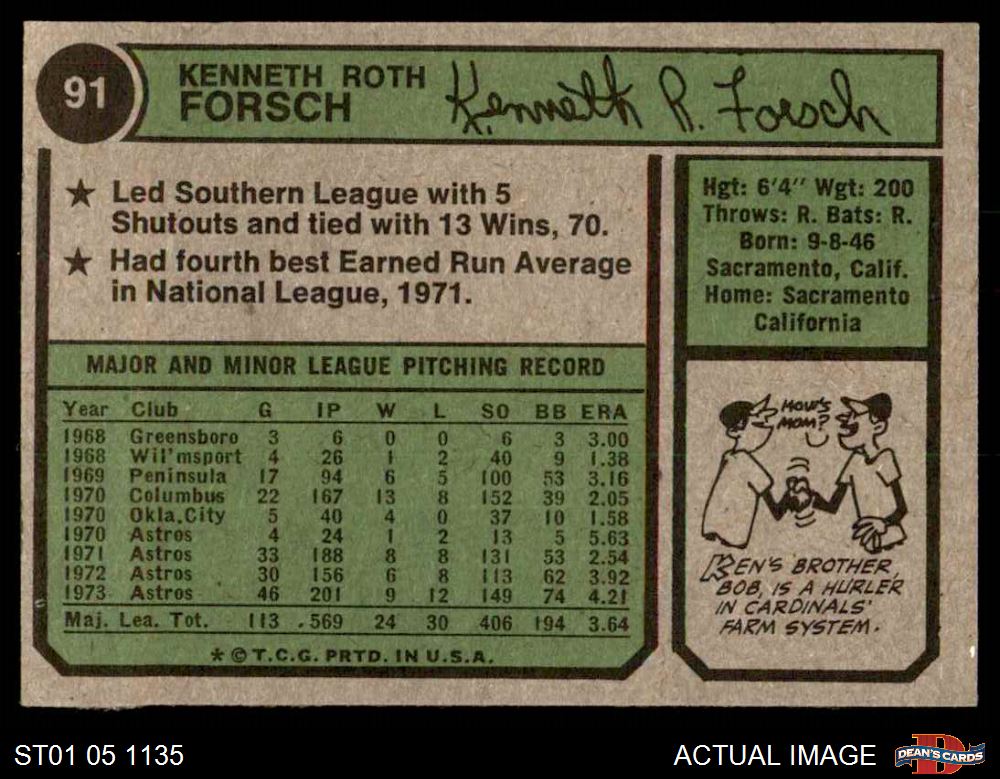 91
KENNETH ROTH
FORSCH
Kenneth R. Forsch
★ Led Southern League with 5
Shutouts and tied with 13 Wins, 70.
★ Had fourth best Earned Run Average
in National League, 1971.
Hgt: 6'4" Wgt: 200
Throws: R. Bats: R.
Born: 9-8-46
Sacramento, Calif.
Home: Sacramento
California
MAJOR AND MINOR LEAGUE PITCHING RECORD
Year Club G IP W L SO BB ERA
1968 Greensboro 3 6 0 0 6 3 3.00
1968 Wil'msport 4 26 1 2 40 9 1.38
1969 Peninsula 17 94 6 5 100 53 3.16
1970 Columbus 22 167 13 8 152 39 2.05
1970 Okla.City 5 40 4 0 37 10 1.58
1970 Astros 4 24 1 2 13 5 5.63
1971 Astros 33 188 8 8 131 53 2.54
1972 Astros 30 156 6 8 113 62 3.92
1973 Astros 46 201 9 12 149 74 4.21
Maj. Lea. Tot. 113 .569 24 30 406 194 3.64
* © T.C.G. PRTD. IN U.S.A.
HOW'S
MOM?
KEN'S BROTHER,
BOB, IS A HURLER
IN CARDINALS'
FARM SYSTEM.
ST01 05 1135
ACTUAL IMAGE
D
DEAN'S CARDS